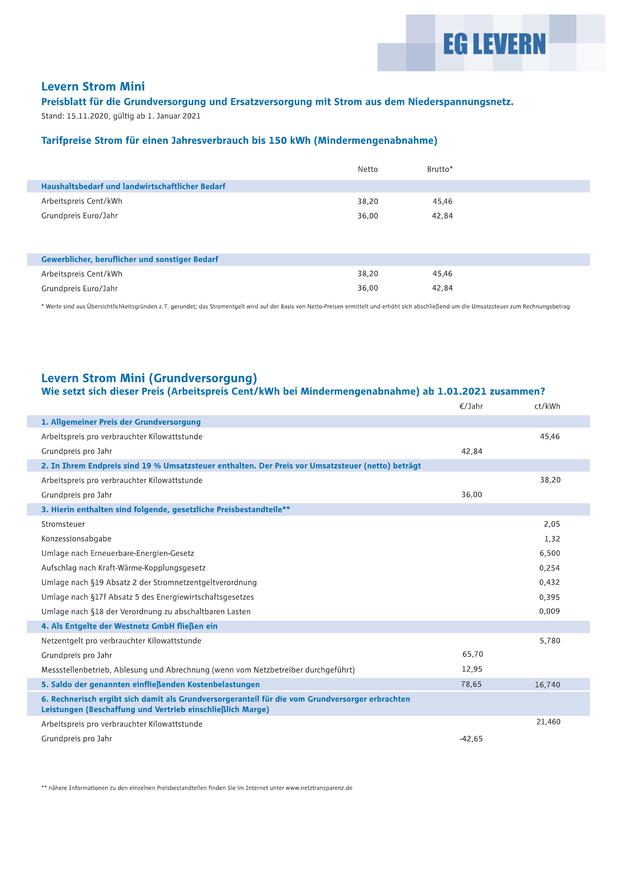 EG LEVERN
Levern Strom Mini
Preisblatt für die Grundversorgung und Ersatzversorgung mit Strom aus dem Niederspannungsnetz.
Stand: 15.11.2020, gültig ab 1. Januar 2021
Tarifpreise Strom für einen Jahresverbrauch bis 150 kWh (Mindermengenabnahme)
Netto Brutto*
Haushaltsbedarf und landwirtschaftlicher Bedarf
Arbeitspreis Cent/kWh 38,20 45,46
Grundpreis Euro/Jahr 36,00 42,84
Gewerblicher, beruflicher und sonstiger Bedarf
Arbeitspreis Cent/kWh 38,20 45,46
Grundpreis Euro/Jahr 36,00 42,84
* Werte sind aus Übersichtlichkeitsgründen z.T. gerundet; das Stromentgelt wird auf der Basis von Netto-Preisen ermittelt und erhöht sich abschließend um die Umsatzsteuer zum Rechnungsbetrag
Levern Strom Mini (Grundversorgung)
Wie setzt sich dieser Preis (Arbeitspreis Cent/kWh bei Mindermengenabnahme) ab 1.01.2021 zusammen?
€/Jahr ct/kWh
1. Allgemeiner Preis der Grundversorgung
Arbeitspreis pro verbrauchter Kilowattstunde 45,46
Grundpreis pro Jahr 42,84
2. In Ihrem Endpreis sind 19 % Umsatzsteuer enthalten. Der Preis vor Umsatzsteuer (netto) beträgt
Arbeitspreis pro verbrauchter Kilowattstunde 38,20
Grundpreis pro Jahr 36,00
3. Hierin enthalten sind folgende, gesetzliche Preisbestandteile**
Stromsteuer 2,05
Konzessionsabgabe 1,32
Umlage nach Erneuerbare-Energien-Gesetz 6,500
Aufschlag nach Kraft-Wärme-Kopplungsgesetz 0,254
Umlage nach §19 Absatz 2 der Stromnetzentgeltverordnung 0,432
Umlage nach §17f Absatz 5 des Energiewirtschaftsgesetzes 0,395
Umlage nach §18 der Verordnung zu abschaltbaren Lasten 0,009
4. Als Entgelte der Westnetz GmbH fließen ein
Netzentgelt pro verbrauchter Kilowattstunde 5,780
Grundpreis pro Jahr 65,70
Messstellenbetrieb, Ablesung und Abrechnung (wenn vom Netzbetreiber durchgeführt) 12,95
5. Saldo der genannten einfließenden Kostenbelastungen 78,65 16,740
6. Rechnerisch ergibt sich damit als Grundversorgeranteil für die vom Grundversorger erbrachten
Leistungen (Beschaffung und Vertrieb einschließlich Marge)
Arbeitspreis pro verbrauchter Kilowattstunde 21,460
Grundpreis pro Jahr -42,65
** nähere Informationen zu den einzelnen Preisbestandteilen finden Sie im Internet unter www.netztransparenz.de